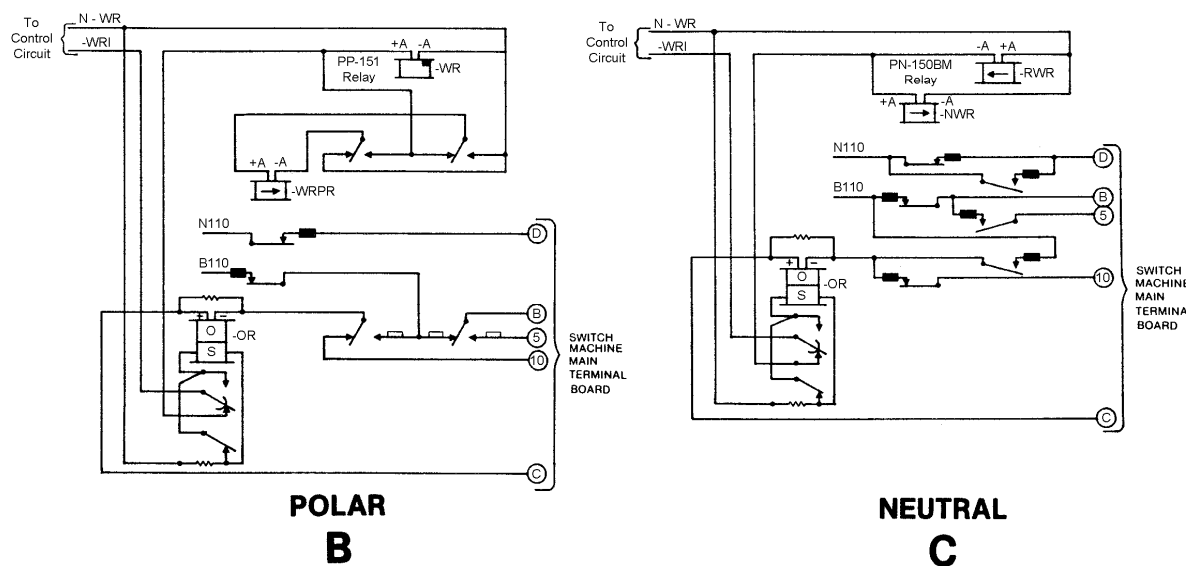 To
Control
Circuit
N - WR
-WRI
+A -A
PP-151
Relay
-WR
+A -A
-WRPR
N110
D
B110
B
5
10
+ -
O
S
-OR
SWITCH
MACHINE
MAIN
TERMINAL
BOARD
C
POLAR
B
To
Control
Circuit
N - WR
-WRI
-A +A
PN-150BM
Relay
-RWR
+A -A
-NWR
N110
D
B110
B
5
+ -
O
S
-OR
10
SWITCH
MACHINE
MAIN
TERMINAL
BOARD
C
NEUTRAL
C